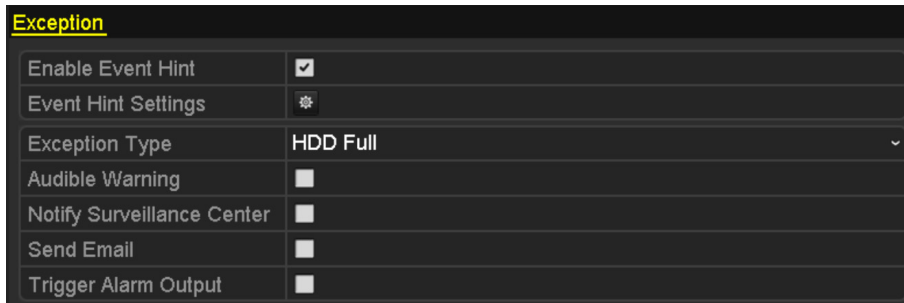 Exception
Enable Event Hint
Event Hint Settings
Exception Type HDD Full
Audible Warning
Notify Surveillance Center
Send Email
Trigger Alarm Output